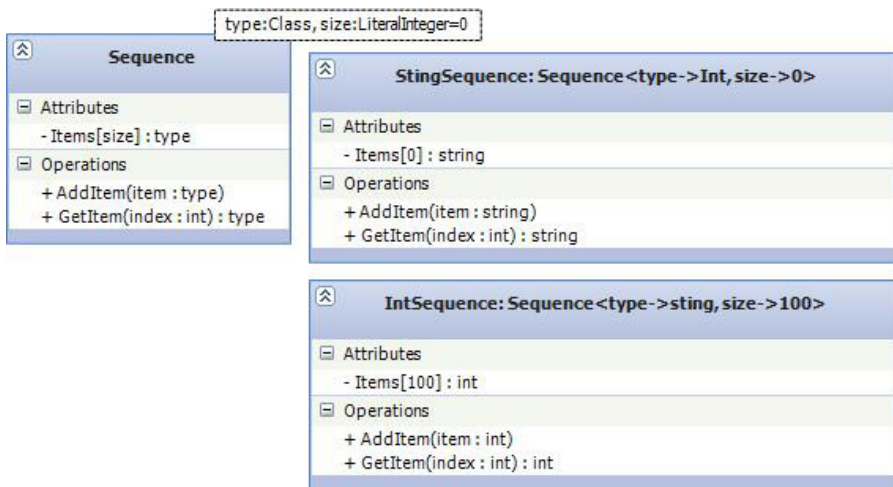 type:Class, size:LiteralInteger=0
Sequence
Attributes
- Items[size] : type
Operations
+ AddItem(item : type)
+ GetItem(index : int) : type
StingSequence: Sequence<type->Int, size->0>
Attributes
- Items[0] : string
Operations
+ AddItem(item : string)
+ GetItem(index : int) : string
IntSequence: Sequence<type->sting, size->100>
Attributes
- Items[100] : int
Operations
+ AddItem(item : int)
+ GetItem(index : int) : int